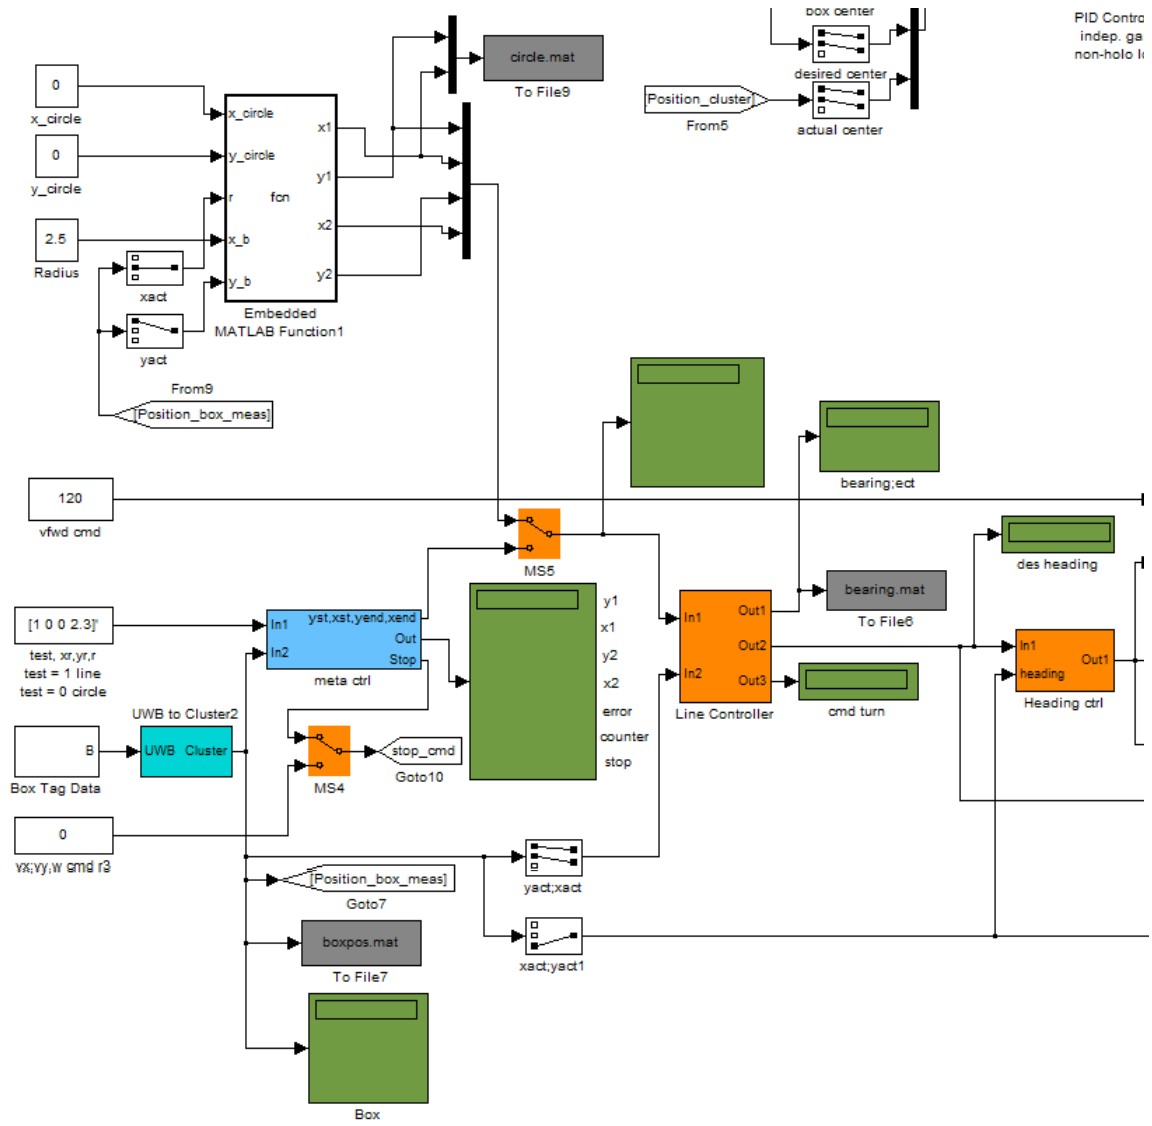 box center
PID Contro
indep. ga
non-holo l
circle.mat
To File9
desired center
[Position_cluster]
From5
actual center
0
x_circle
0
y_circle
2.5
Radius
x_circle
y_circle
r
x_b
y_b
fcn
x1
y1
x2
y2
Embedded
MATLAB Function1
xact
yact
From9
[Position_box_meas]
120
vfwd cmd
bearing;ect
MS5
des heading
[1 0 0 2.3]'
test, xr,yr,r
test = 1 line
test = 0 circle
In1
In2
yst,xst,yend,xend
Out
Stop
meta ctrl
y1
x1
y2
x2
error
counter
stop
In1
In2
Out1
Out2
Out3
Line Controller
bearing.mat
To File6
cmd turn
In1
heading
Out1
Heading ctrl
UWB to Cluster2
B
Box Tag Data
UWB Cluster
MS4
stop_cmd
Goto10
0
vx;vy,w cmd r3
yact;xact
[Position_box_meas]
Goto7
xact;yact1
boxpos.mat
To File7
Box